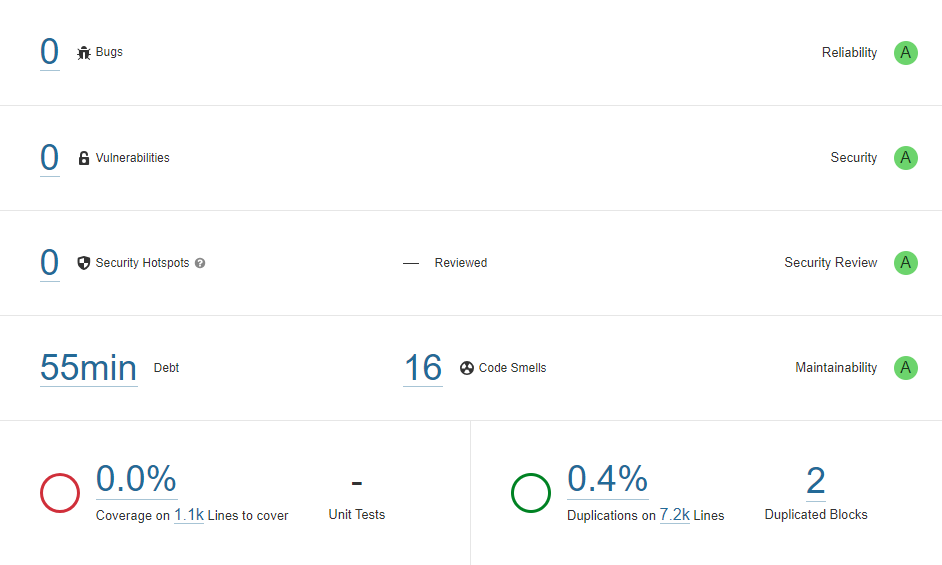 0 Bugs Reliability A
0 Vulnerabilities Security A
0 Security Hotspots ? — Reviewed Security Review A
55min Debt 16 Code Smells Maintainability A
0.0% - 0.4% 2
Coverage on 1.1k Lines to cover Unit Tests Duplications on 7.2k Lines Duplicated Blocks